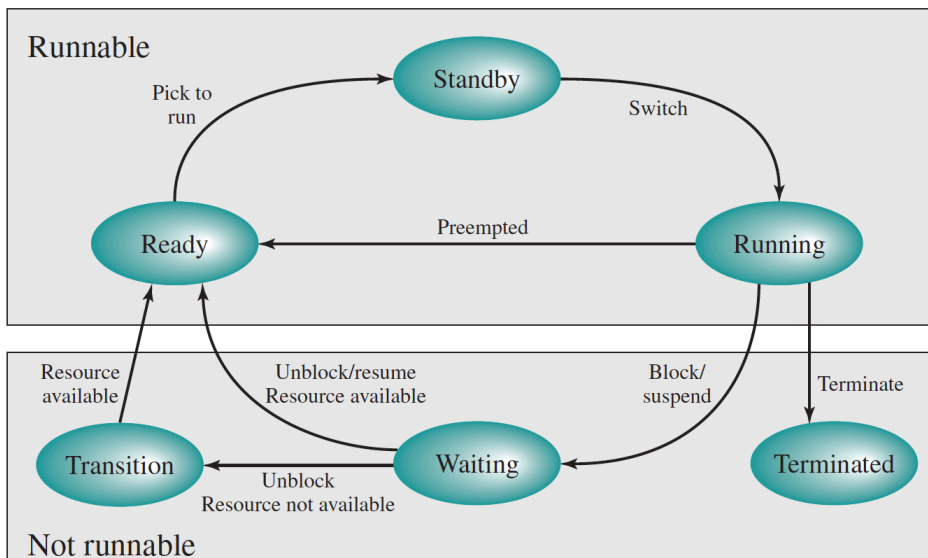 Runnable
Standby
Pick to
run
Switch
Ready
Preempted
Running
Resource
available
Unblock/resume
Resource available
Block/
suspend
Terminate
Transition
Waiting
Terminated
Unblock
Resource not available
Not runnable